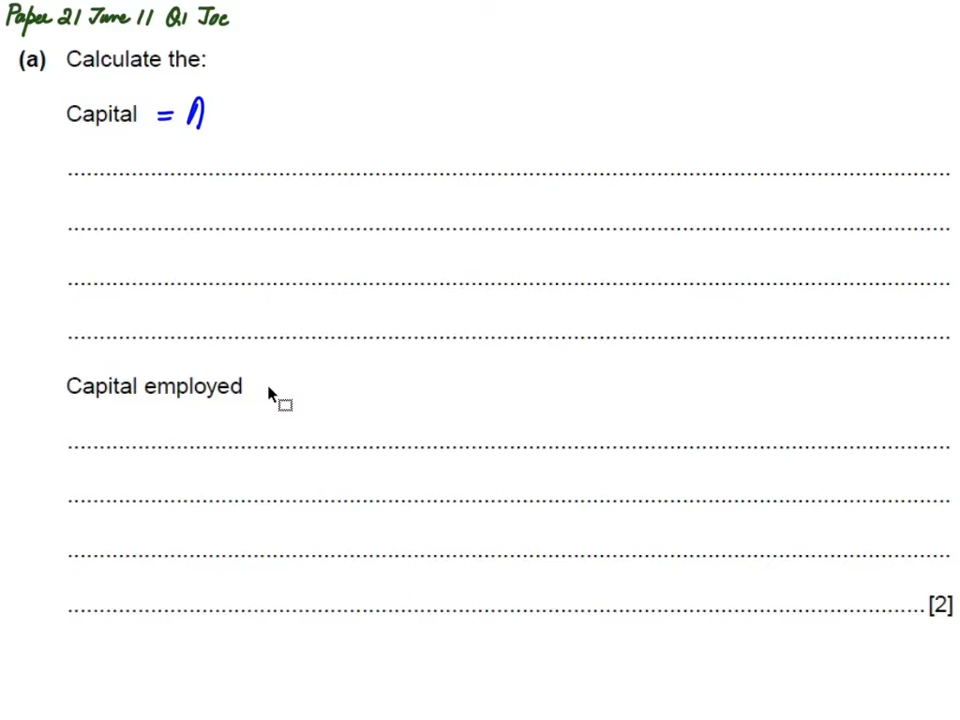 Paper 21 June 11 Q1 Joe
(a) Calculate the:
Capital =
Capital employed
[2]